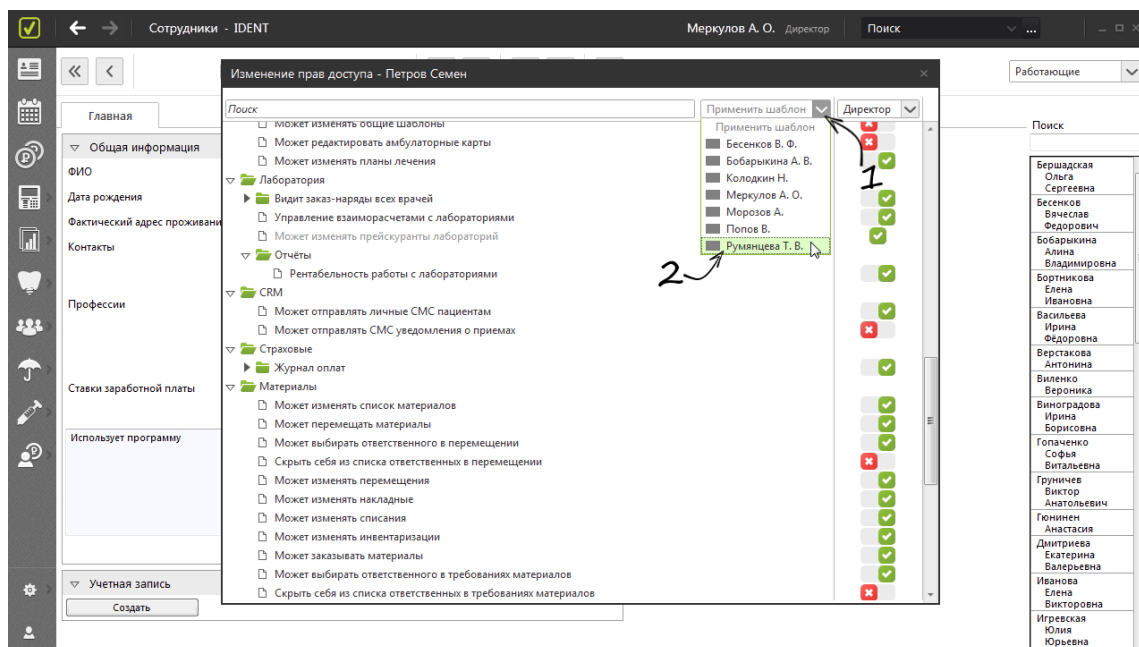 Сотрудники - IDENT
Меркулов А. О. Директор
Поиск
...
Работающие
Изменение прав доступа - Петров Семен
Главная
Общая информация
ФИО
Дата рождения
Фактический адрес проживани
Контакты
Профессии
Ставки заработной платы
Использует программу
Учетная запись
Создать
Поиск
Применить шаблон
Директор
Может изменять общие шаблоны
Может редактировать амбулаторные карты
Может изменять планы лечения
Лаборатория
Видит заказ-наряды всех врачей
Управление взаиморасчетами с лабораториями
Может изменять прейскуранты лабораторий
Отчёты
Рентабельность работы с лабораториями
CRM
Может отправлять личные СМС пациентам
Может отправлять СМС уведомления о приемах
Страховые
Журнал оплат
Материалы
Может изменять список материалов
Может перемещать материалы
Может выбирать ответственного в перемещении
Скрыть себя из списка ответственных в перемещении
Может изменять перемещения
Может изменять накладные
Может изменять списания
Может изменять инвентаризации
Может заказывать материалы
Может выбирать ответственного в требованиях материалов
Скрыть себя из списка ответственных в требованиях материалов
Применить шаблон
Бесенков В. Ф.
Бобарыкина А. В.
Колодкин Н.
Меркулов А. О.
Морозов А.
Попов В.
Румянцева Т. В.
1
2
Поиск
Бершадская
Ольга
Сергеевна
Бесенков
Вячеслав
Федорович
Бобарыкина
Алина
Владимировна
Бортникова
Елена
Ивановна
Васильева
Ирина
Фёдоровна
Верстакова
Антонина
Виленко
Вероника
Виноградова
Ирина
Борисовна
Гопаченко
Софья
Витальевна
Груничев
Виктор
Анатольевич
Гюнинен
Анастасия
Дмитриева
Екатерина
Валерьевна
Иванова
Елена
Викторовна
Игревская
Юлия
Юрьевна